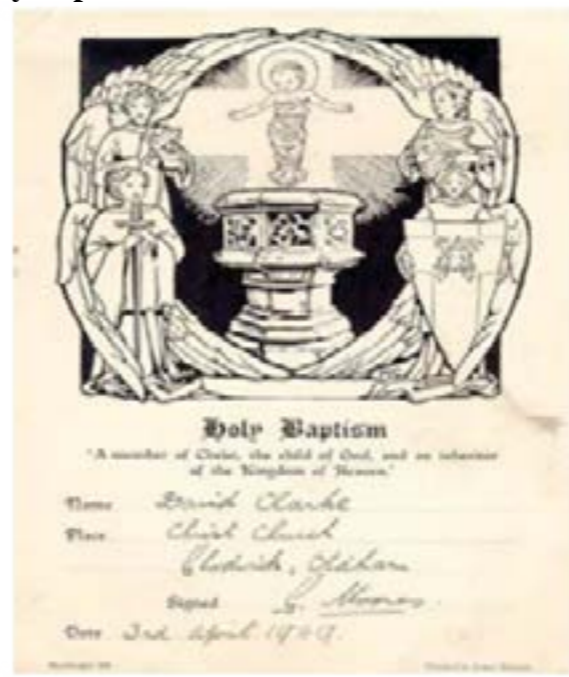 Holy Baptism
"A member of Christ, the child of God, and an inheritor
of the Kingdom of Heaven."
Name David Clarke
Place Christ Church
Glodwick, Oldham
Signed G.
Date 3rd April 1949.